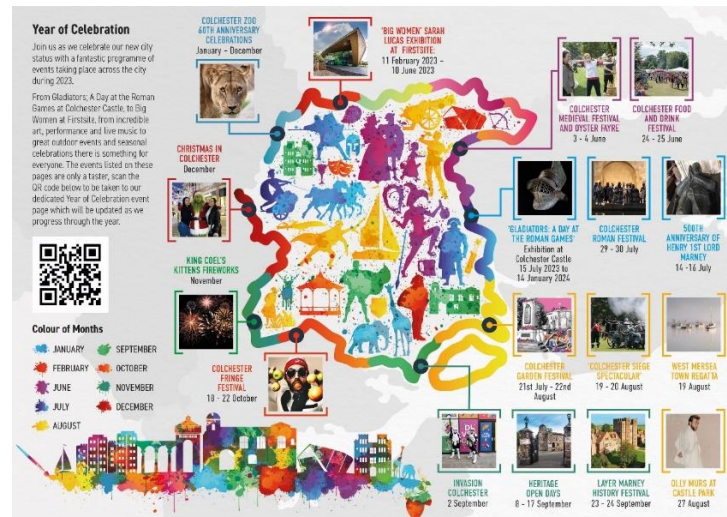 Year of Celebration
Join us as we celebrate our new city
status with a fantastic programme of
events taking place across the city
during 2023.
From Gladiators; A Day at the Roman
Games at Colchester Castle, to Big
Women at Firstsite, from incredible
art, performance and live music to
great outdoor events and seasonal
celebrations there is something for
everyone. The events listed on these
pages are only a taster, scan the
QR code below to be taken to our
dedicated Year of Celebration event
page which will be updated as we
progress through the year.
Colour of Months
JANUARY
FEBRUARY
JUNE
JULY
AUGUST
SEPTEMBER
OCTOBER
NOVEMBER
DECEMBER
COLCHESTER ZOO
60TH ANNIVERSARY
CELEBRATIONS
January - December
'BIG WOMEN' SARAH
LUCAS EXHIBITION
AT FIRSTSITE:
11 February 2023 -
18 June 2023
COLCHESTER
MEDIEVAL FESTIVAL
AND OYSTER FAYRE
3 - 4 June
COLCHESTER FOOD
AND DRINK
FESTIVAL
24 - 25 June
CHRISTMAS IN
COLCHESTER
December
'GLADIATORS: A DAY AT
THE ROMAN GAMES'
Exhibition at
Colchester Castle
15 July 2023 to
14 January 2024
COLCHESTER
ROMAN FESTIVAL
29 - 30 July
500TH
ANNIVERSARY OF
HENRY 1ST LORD
MARNEY
14 -16 July
KING COEL'S
KITTENS FIREWORKS
November
COLCHESTER
FRINGE
FESTIVAL
18 - 22 October
COLCHESTER
GARDEN FESTIVAL
21st July - 22nd
August
'COLCHESTER SIEGE
SPECTACULAR'
19 - 20 August
WEST MERSEA
TOWN REGATTA
19 August
INVASION
COLCHESTER
2 September
HERITAGE
OPEN DAYS
8 - 17 September
LAYER MARNEY
HISTORY FESTIVAL
23 - 24 September
OLLY MURS AT
CASTLE PARK
27 August